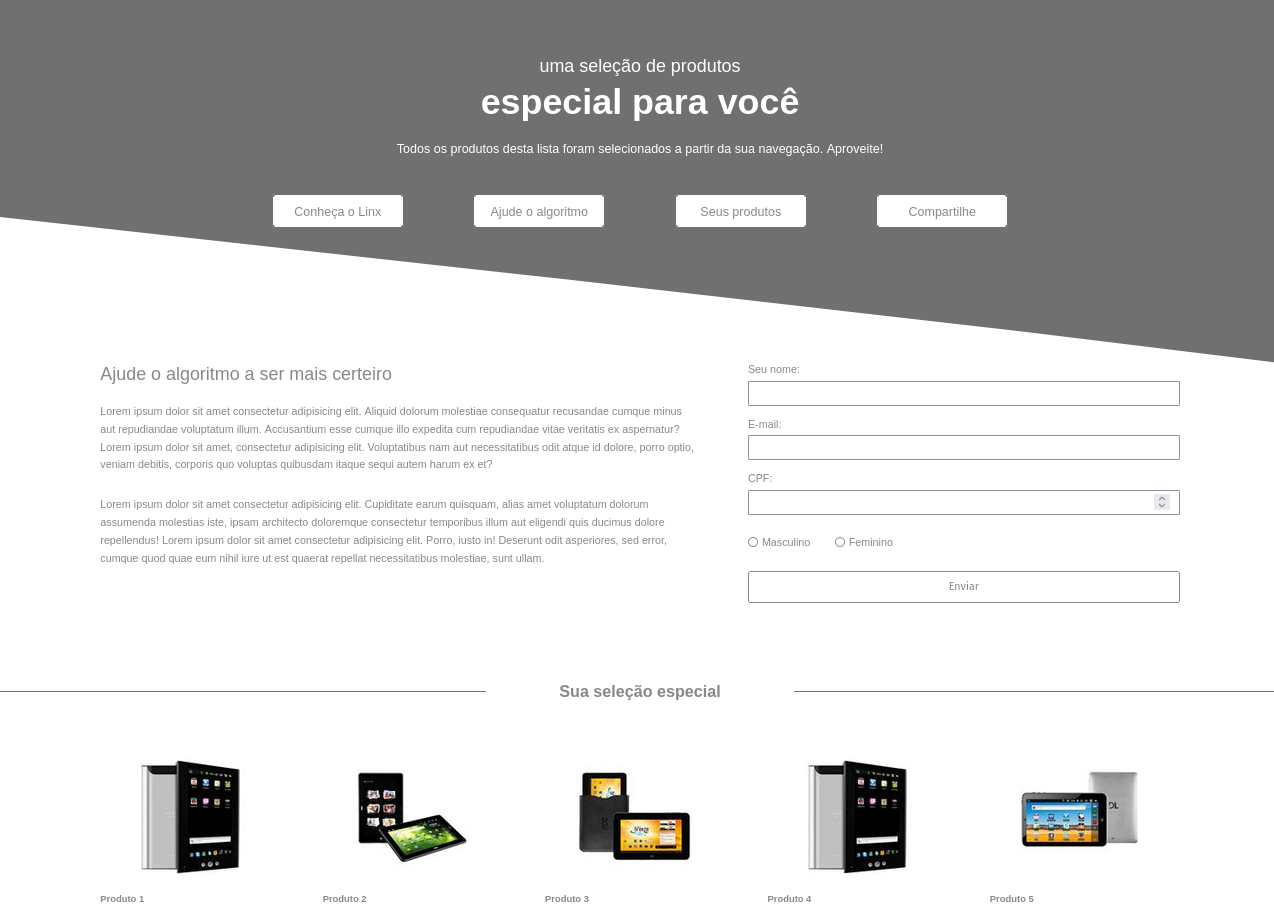 uma seleção de produtos
especial para você
Todos os produtos desta lista foram selecionados a partir da sua navegação. Aproveite!
Conheça o Linx
Ajude o algoritmo
Seus produtos
Compartilhe
Ajude o algoritmo a ser mais certeiro
Lorem ipsum dolor sit amet consectetur adipisicing elit. Aliquid dolorum molestiae consequatur recusandae cumque minus
aut repudiandae voluptatum illum. Accusantium esse cumque illo expedita cum repudiandae vitae veritatis ex aspernatur?
Lorem ipsum dolor sit amet, consectetur adipisicing elit. Voluptatibus nam aut necessitatibus odit atque id dolore, porro optio,
veniam debitis, corporis quo voluptas quibusdam itaque sequi autem harum ex et?
Lorem ipsum dolor sit amet consectetur adipisicing elit. Cupiditate earum quisquam, alias amet voluptatum dolorum
assumenda molestias iste, ipsam architecto doloremque consectetur temporibus illum aut eligendi quis ducimus dolore
repellendus! Lorem ipsum dolor sit amet consectetur adipisicing elit. Porro, iusto in! Deserunt odit asperiores, sed error,
cumque quod quae eum nihil iure ut est quaerat repellat necessitatibus molestiae, sunt ullam.
Seu nome:
E-mail:
CPF:
Masculino
Feminino
Enviar
Sua seleção especial
Produto 1
Produto 2
Produto 3
Produto 4
Produto 5